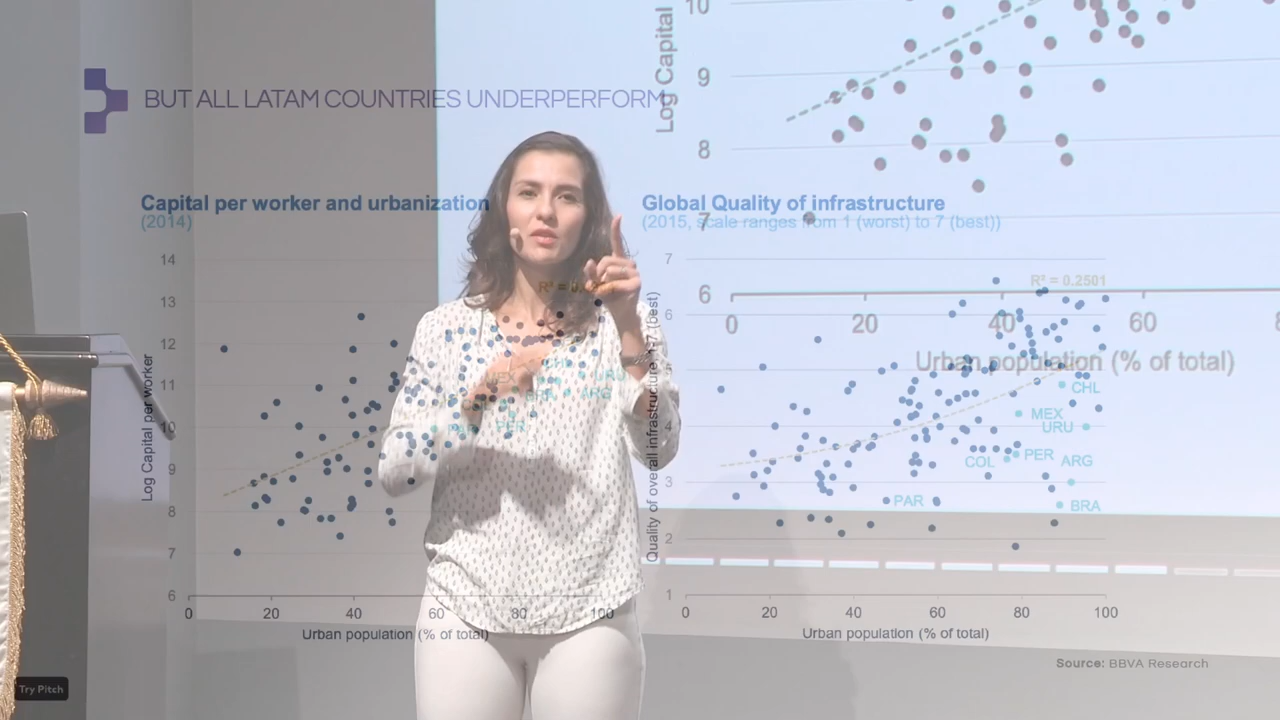 BUT ALL LATAM COUNTRIES UNDERPERFORM
Capital per worker and urbanization
(2014)
Log Capital per worker
14
13
12
11
10
9
8
7
6
0
20
40
60
80
100
Urban population (% of total)
MEX
BRA
ARG
PER
Global Quality of infrastructure
(2015, scale ranges from 1 (worst) to 7 (best))
Quality of overall infrastructure 1-7 (best)
7
6
5
4
3
2
1
0
20
40
60
80
100
Urban population (% of total)
R² = 0.2501
CHL
MEX
URU
COL
PER
ARG
PAR
BRA
Source: BBVA Research
Log Capital
10
9
8
7
6
0
20
40
60
Urban population (% of total)
Try Pitch